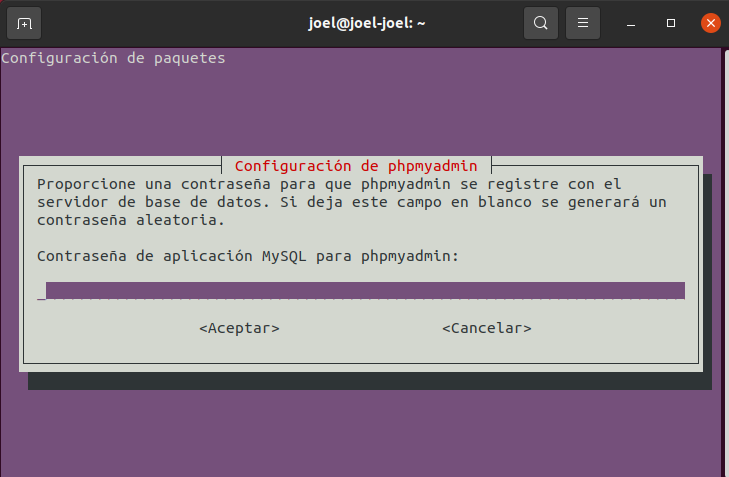 joel@joel-joel: ~
Configuración de paquetes
Configuración de phpmyadmin
Proporcione una contraseña para que phpmyadmin se registre con el
servidor de base de datos. Si deja este campo en blanco se generará un
contraseña aleatoria.
Contraseña de aplicación MySQL para phpmyadmin:
<Aceptar> <Cancelar>